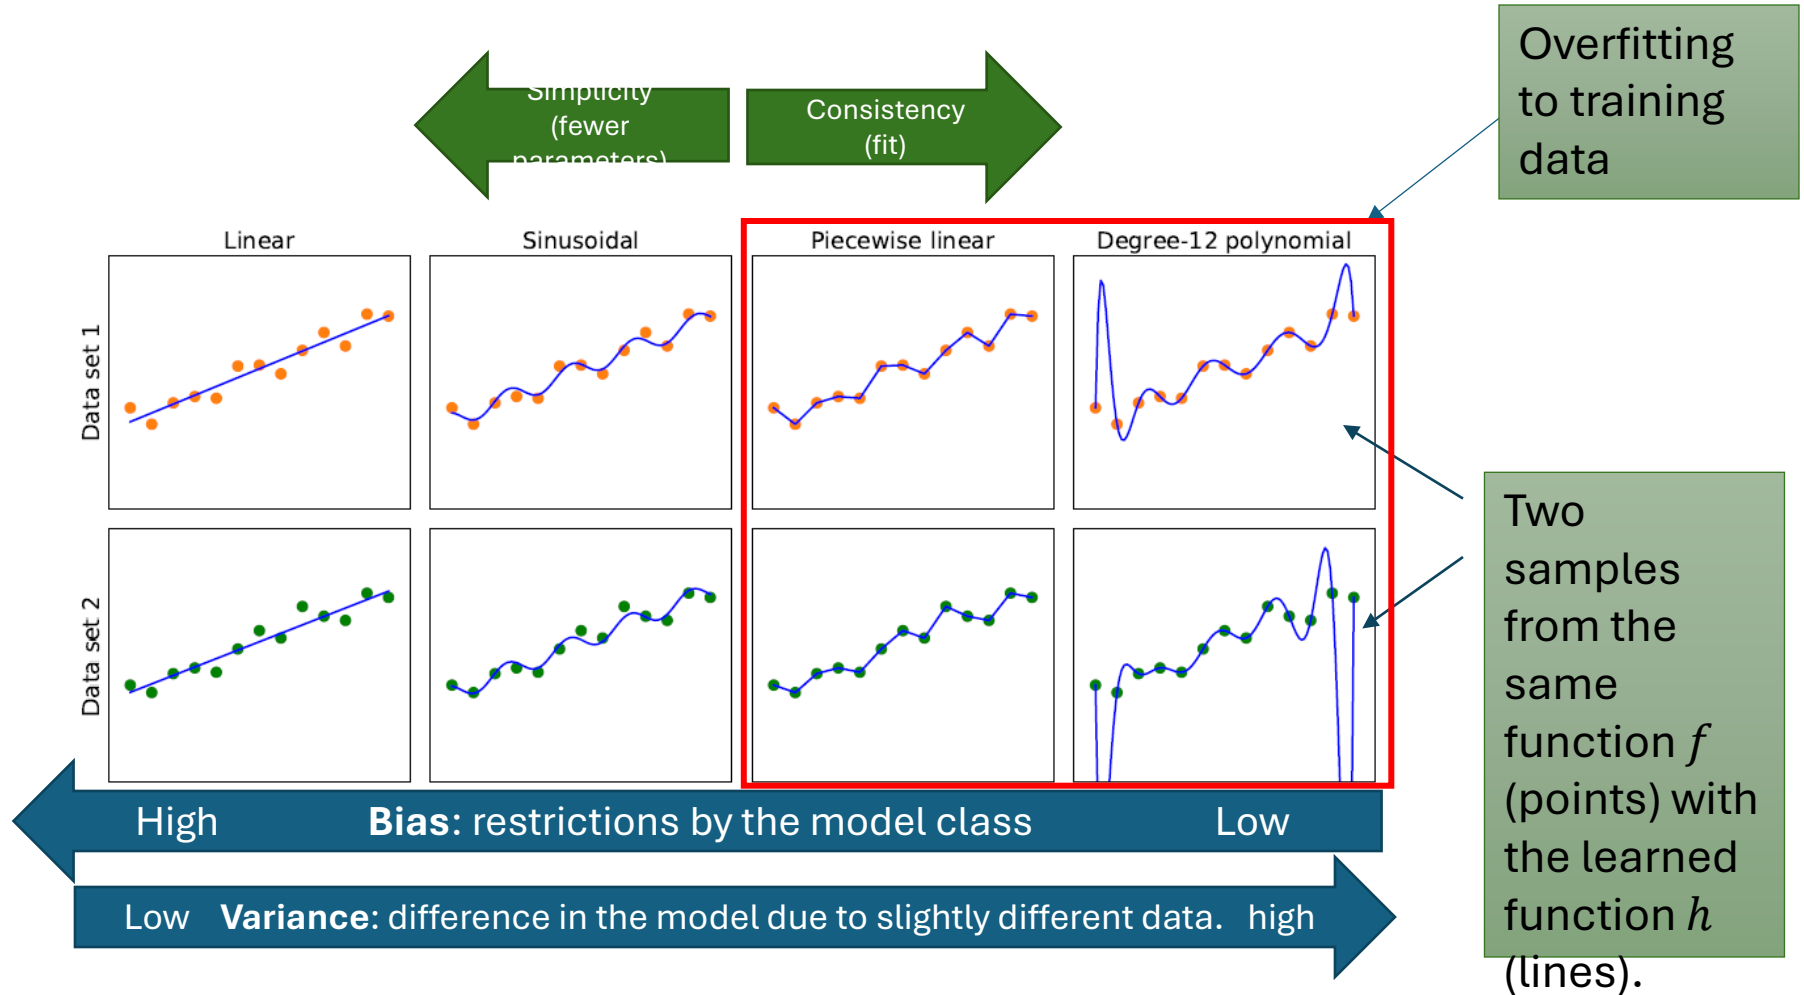 Simplicity
(fewer
parameters)
Consistency
(fit)
Overfitting
to training
data
Linear
Sinusoidal
Piecewise linear
Degree-12 polynomial
Data set 1
Data set 2
Two
samples
from the
same
function f
(points) with
the learned
function h
(lines).
High Bias: restrictions by the model class Low
Low Variance: difference in the model due to slightly different data. high